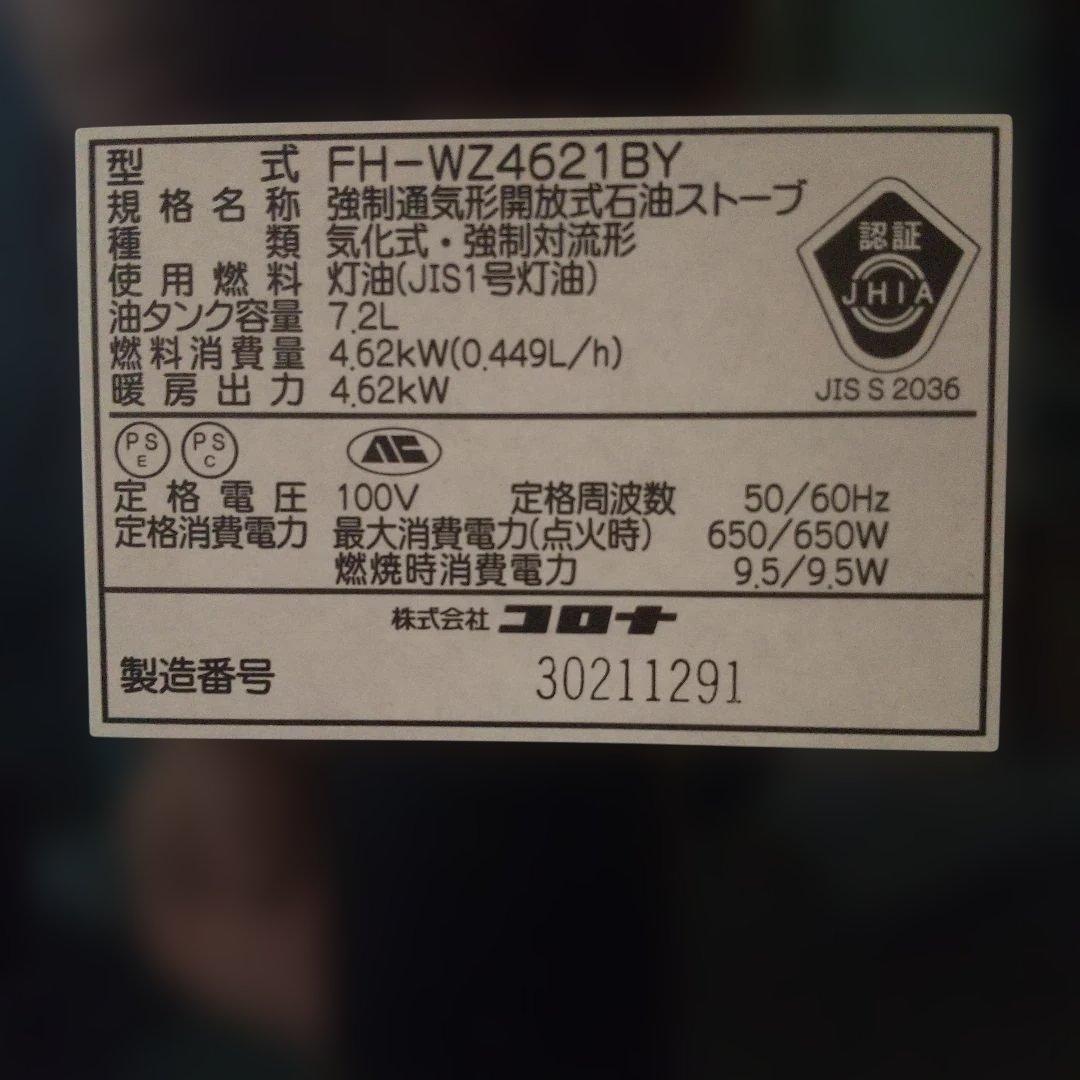 型式 FH-WZ4621BY
規格名称 強制通気形開放式石油ストーブ
種類 気化式・強制対流形
使用燃料 灯油(JIS1号灯油)
油タンク容量 7.2L
燃料消費量 4.62kW(0.449L/h)
暖房出力 4.62kW
認証
JHIA
JIS S 2036
PS E PS C
定格電圧 100V 定格周波数 50/60Hz
定格消費電力 最大消費電力(点火時) 650/650W
燃焼時消費電力 9.5/9.5W
株式会社 コロナ
製造番号 30211291